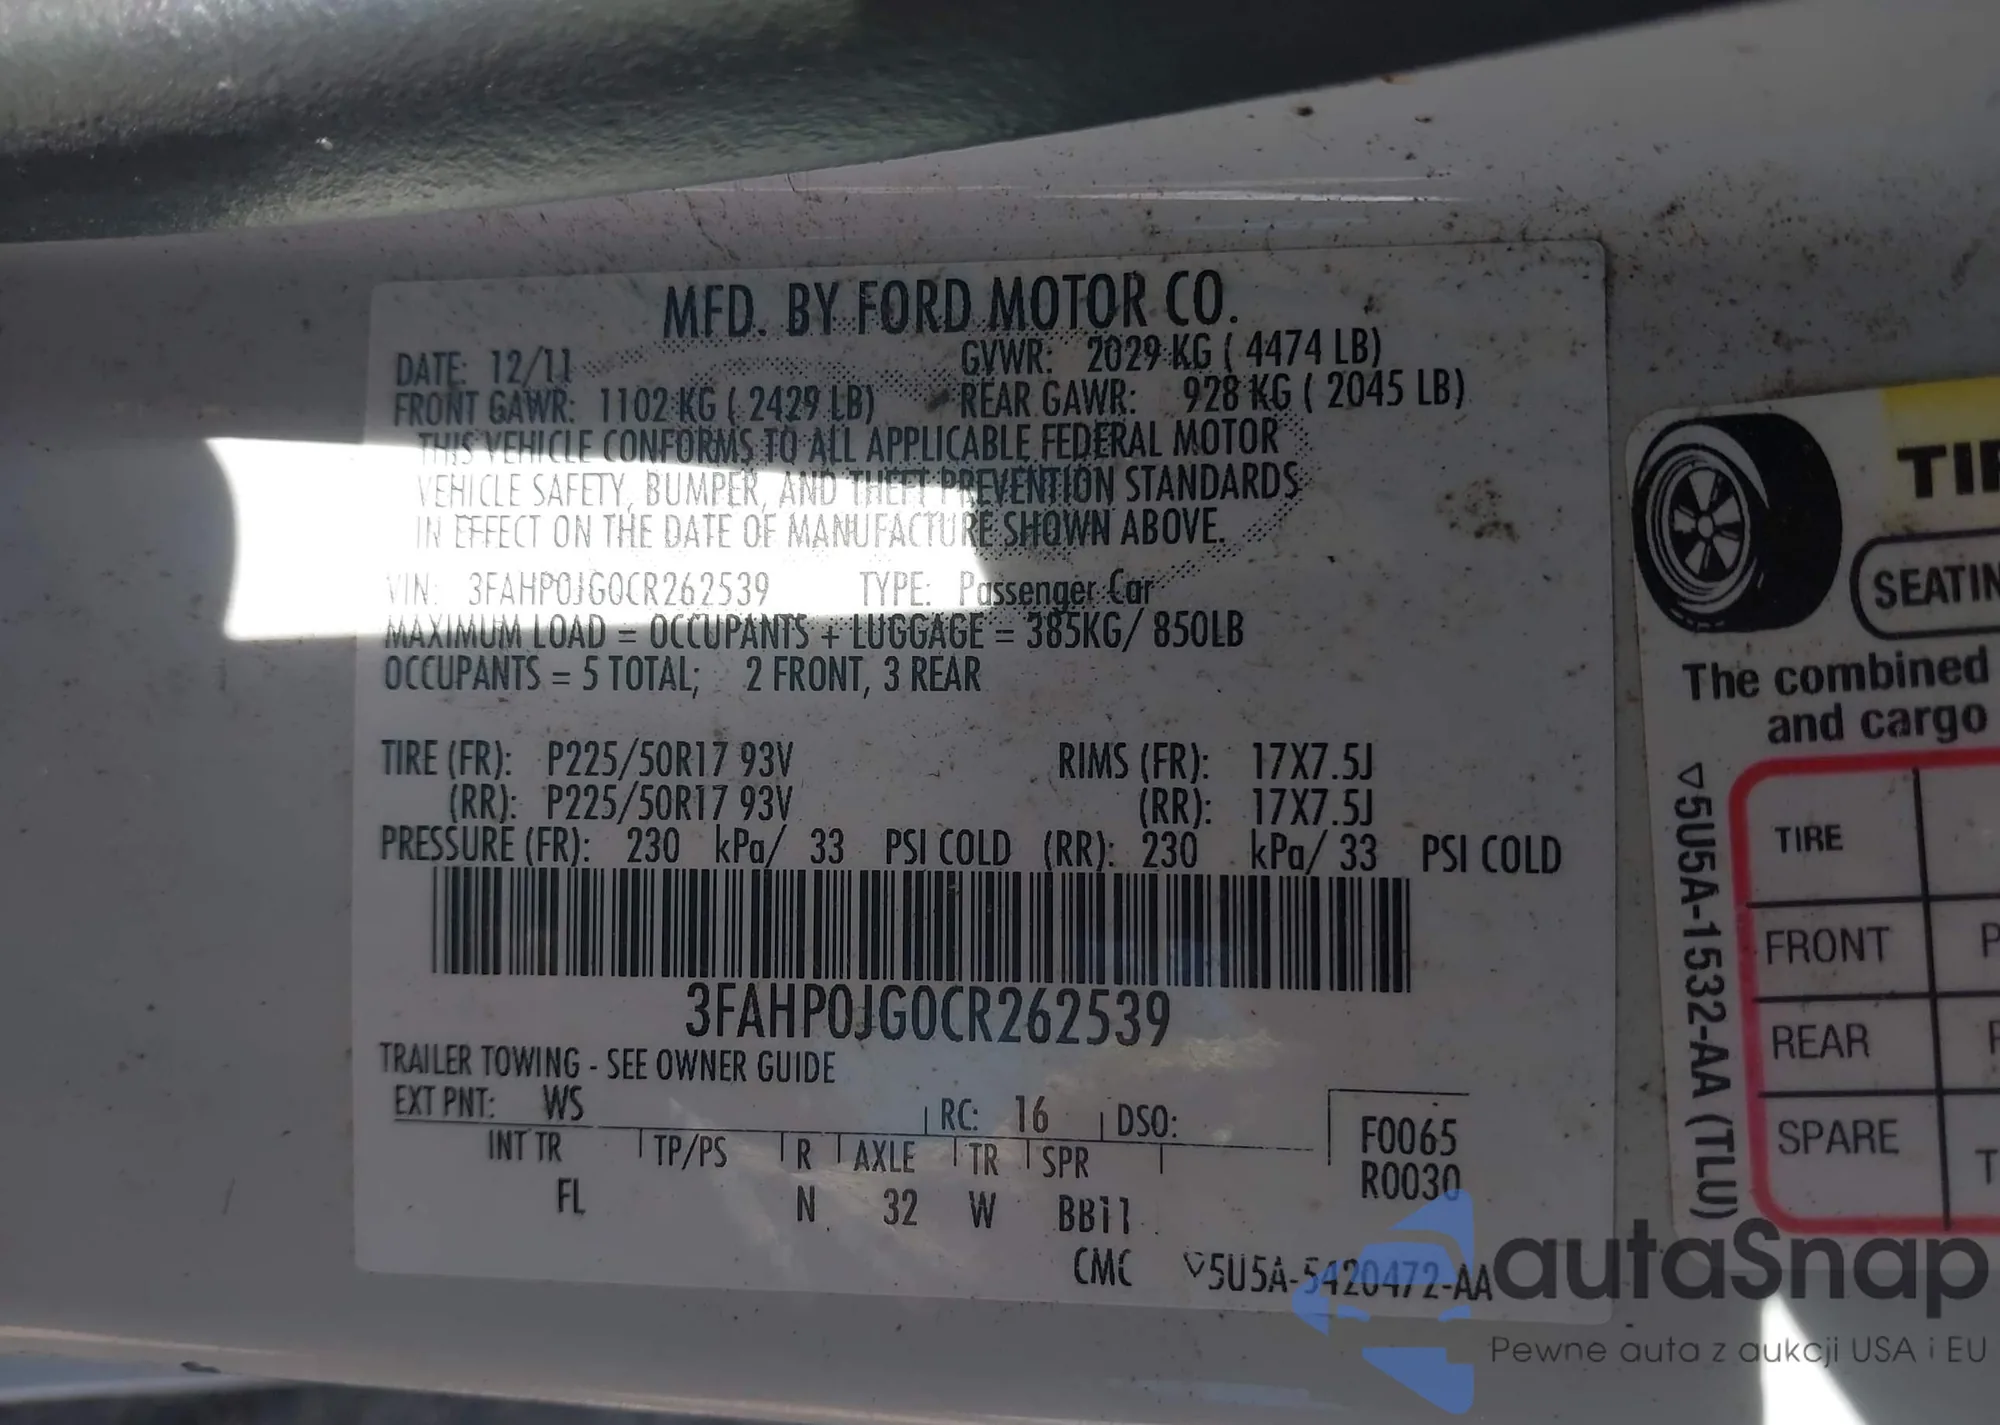 MFD. BY FORD MOTOR CO.
DATE: 12/11 GVWR: 2029 KG ( 4474 LB)
FRONT GAWR: 1102 KG ( 2429 LB) REAR GAWR: 928 KG ( 2045 LB)
THIS VEHICLE CONFORMS TO ALL APPLICABLE FEDERAL MOTOR
VEHICLE SAFETY, BUMPER, AND THEFT PREVENTION STANDARDS
IN EFFECT ON THE DATE OF MANUFACTURE SHOWN ABOVE.
VIN: 3FAHP0JG0CR262539 TYPE: Passenger Car
MAXIMUM LOAD = OCCUPANTS + LUGGAGE = 385KG/ 850LB
OCCUPANTS = 5 TOTAL; 2 FRONT, 3 REAR
TIRE (FR): P225/50R17 93V RIMS (FR): 17X7.5J
(RR): P225/50R17 93V (RR): 17X7.5J
PRESSURE (FR): 230 kPa/ 33 PSI COLD (RR): 230 kPa/ 33 PSI COLD
3FAHP0JG0CR262539
TRAILER TOWING - SEE OWNER GUIDE
EXT PNT: WS RC: 16 DSO: F0065
INT TR TP/PS R AXLE TR SPR R0030
FL N 32 W BB11
CMC ▽5U5A-5420472-AA
TIR
SEATIN
The combined
and cargo
TIRE
FRONT P
REAR P
SPARE T
▽5U5A-1532-AA (TLU)
autaSnap
Pewne auta z aukcji USA i EU